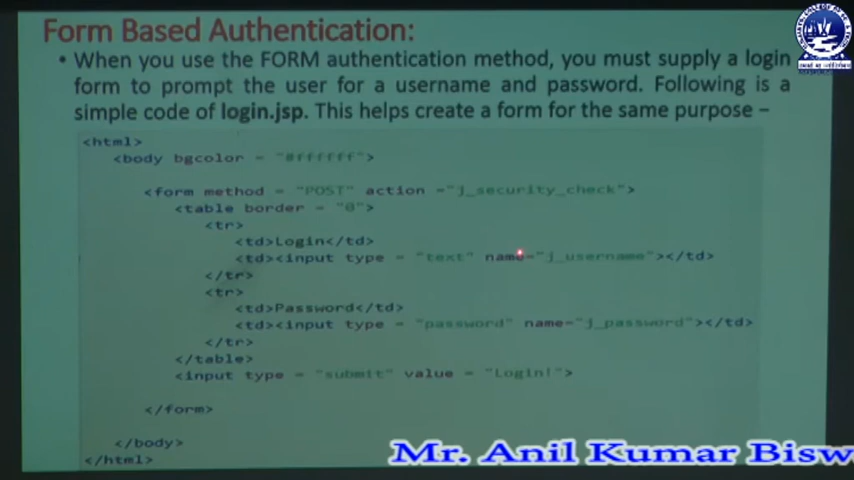 Form Based Authentication:
• When you use the FORM authentication method, you must supply a login
form to prompt the user for a username and password. Following is a
simple code of login.jsp. This helps create a form for the same purpose –
<html>
<body bgcolor = "#ffffff">
<form method = "POST" action ="j_security_check">
<table border = "0">
<tr>
<td>Login</td>
<td><input type = "text" name="j_username"></td>
</tr>
<tr>
<td>Password</td>
<td><input type = "password" name="j_password"></td>
</tr>
</table>
<input type = "submit" value = "Login!">
</form>
</body>
</html>
Mr. Anil Kumar Bisw